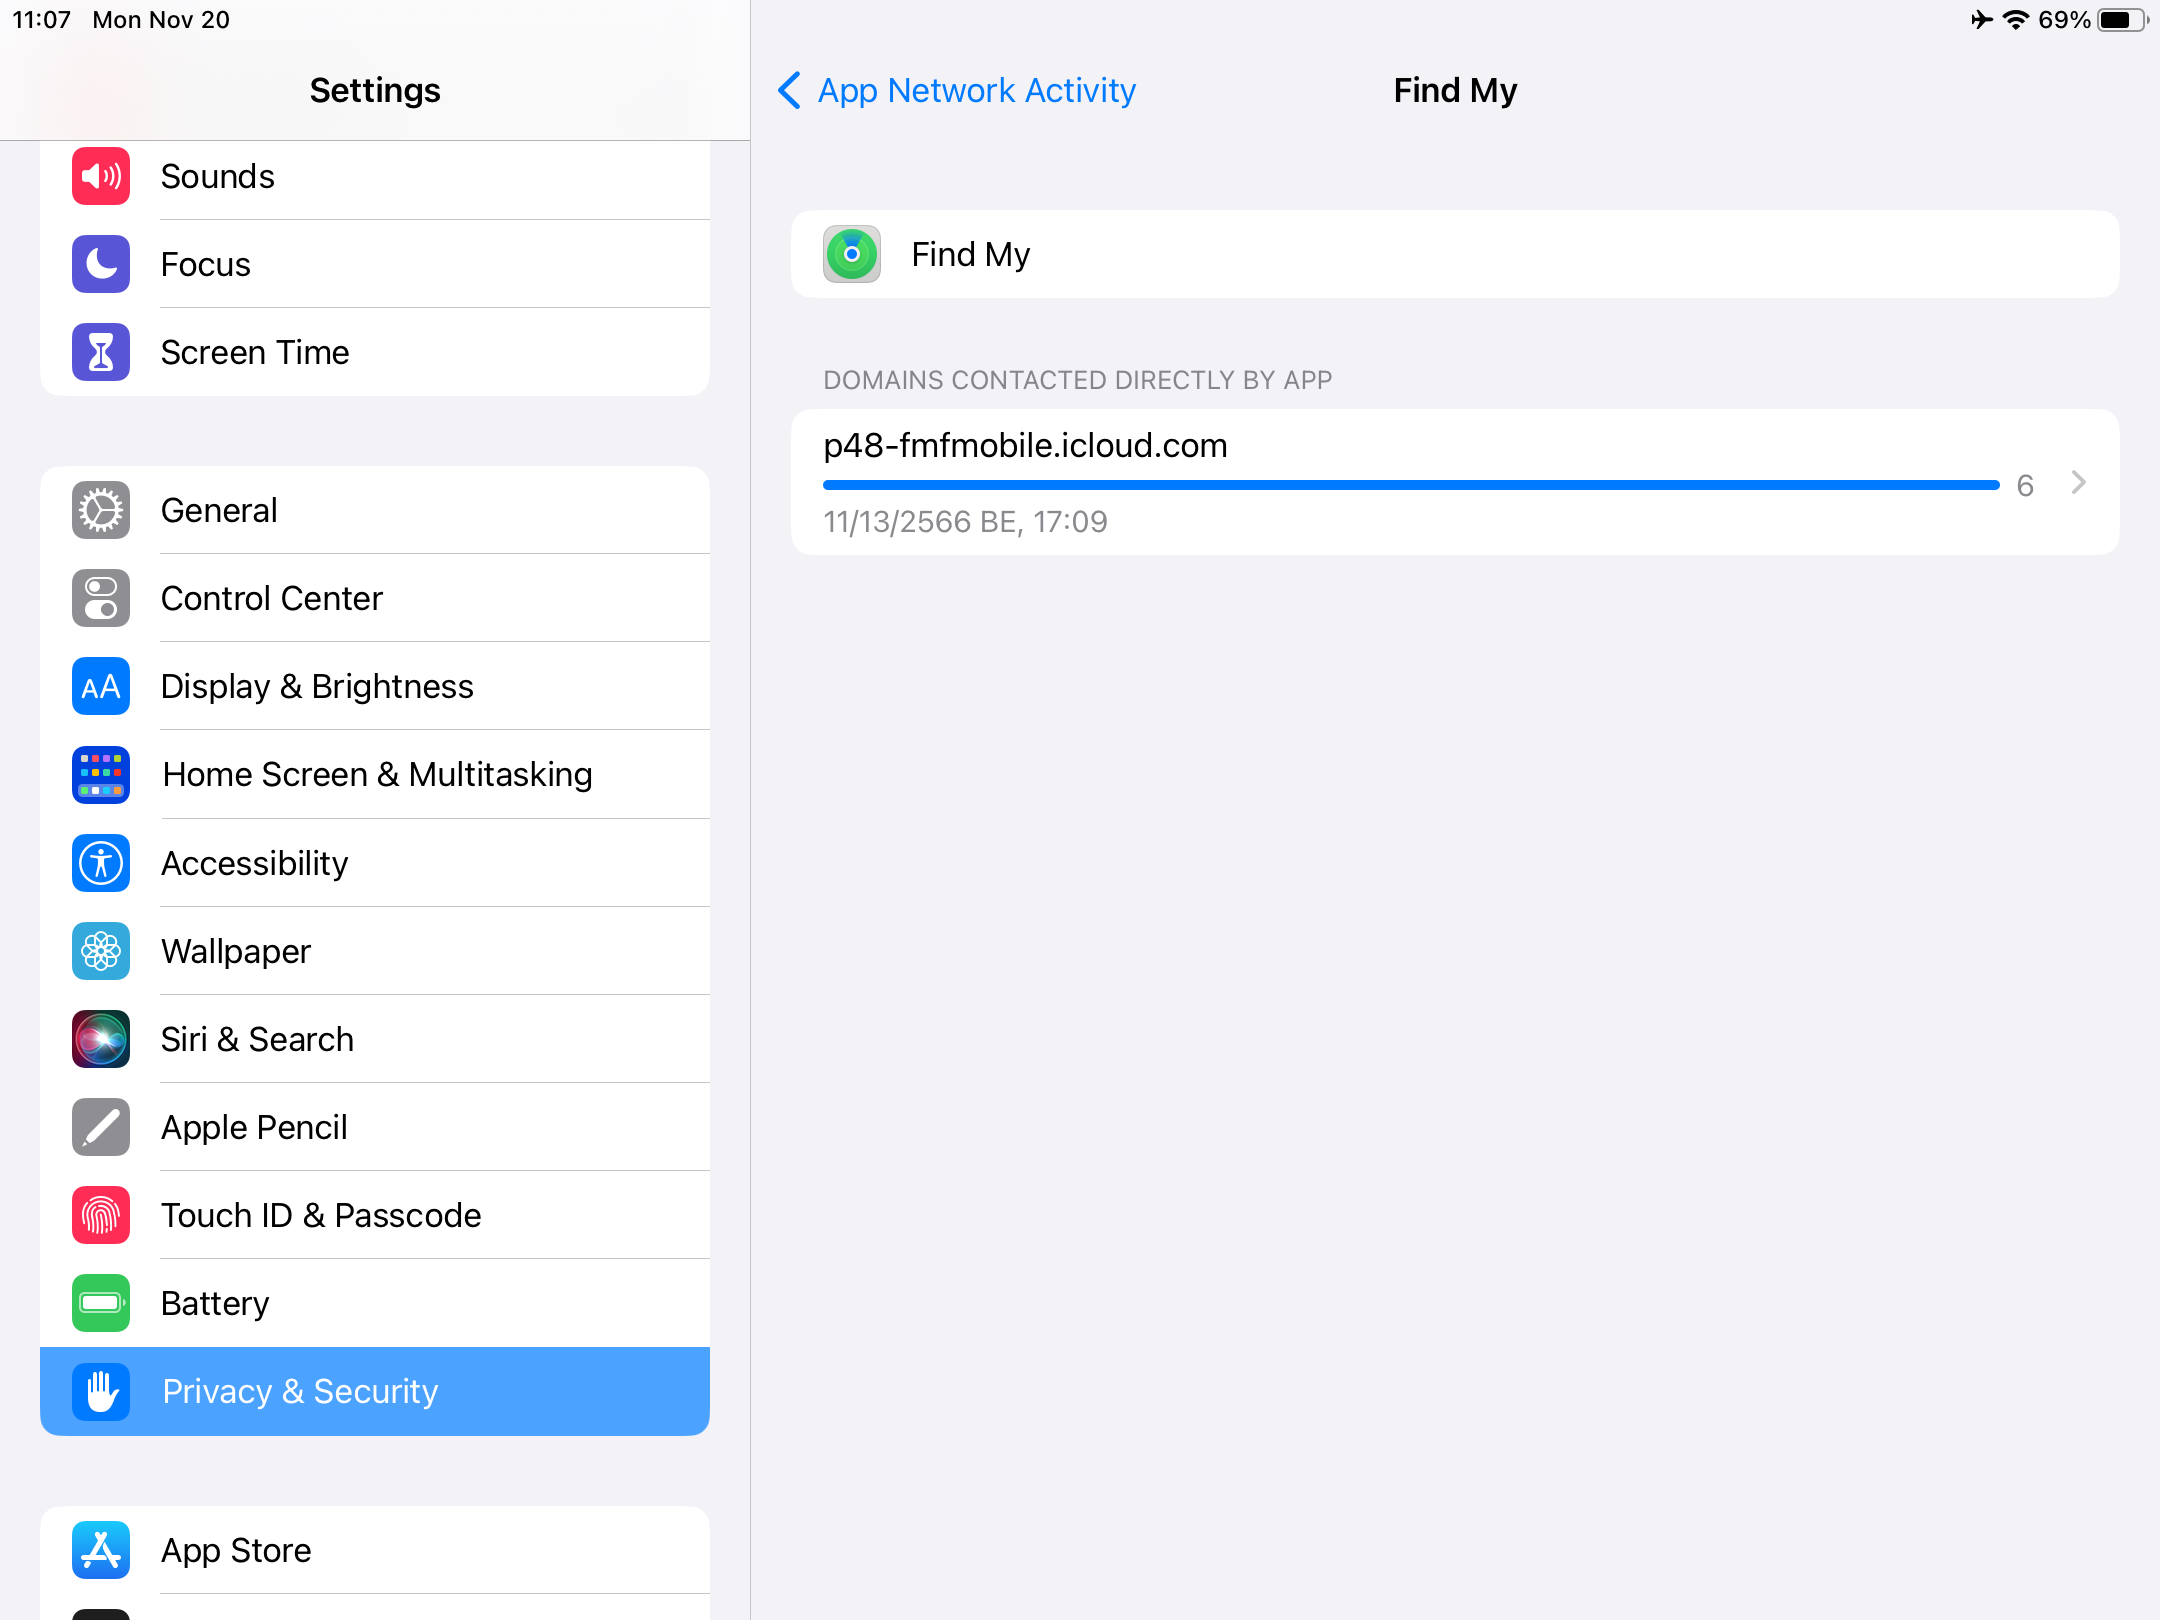 11:07 Mon Nov 20
69%
Settings
Sounds
Focus
Screen Time
General
Control Center
AA
Display & Brightness
Home Screen & Multitasking
Accessibility
Wallpaper
Siri & Search
Apple Pencil
Touch ID & Passcode
Battery
Privacy & Security
App Store
App Network Activity
Find My
Find My
DOMAINS CONTACTED DIRECTLY BY APP
p48-fmfmobile.icloud.com
6
11/13/2566 BE, 17:09